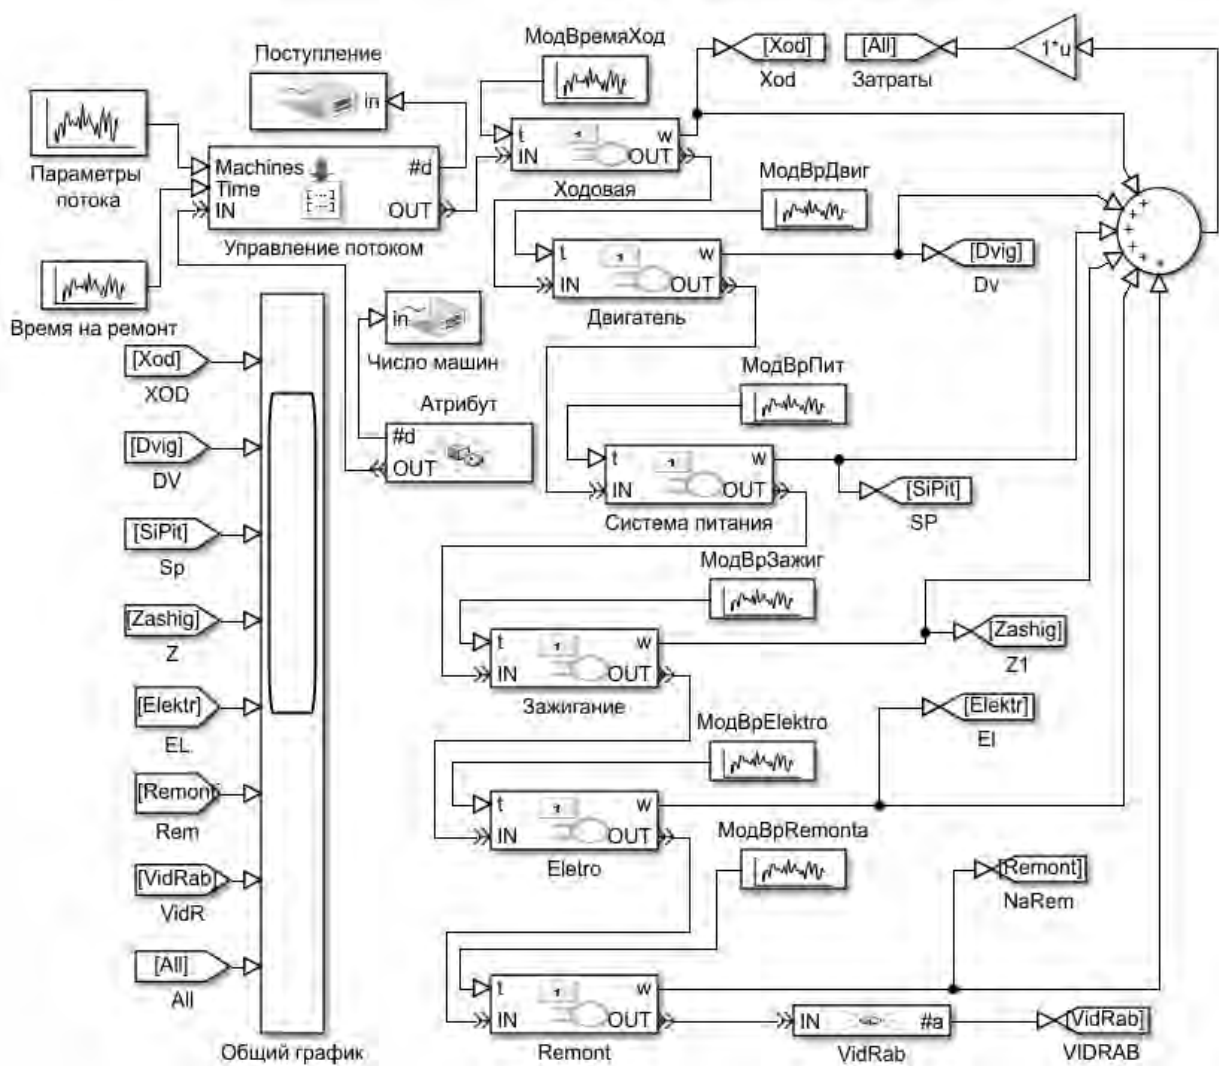 МодВремяХод
[Xod]
Xod
[All]
Затраты
1*u
Поступление
in
Параметры
потока
Machines
Time
IN
#d
OUT
Управление потоком
t
IN
w
OUT
Ходовая
МодВрДвиг
t
IN
w
OUT
Двигатель
[Dvig]
Dv
+
+
+
+
+
+
Время на ремонт
in
Число машин
Атрибут
#d
OUT
[Xod]
XOD
[Dvig]
DV
[SiPit]
Sp
[Zashig]
Z
[Elektr]
EL
[Remont]
Rem
[VidRab]
VidR
[All]
All
Общий график
МодВрПит
t
IN
w
OUT
Система питания
[SiPit]
SP
МодВрЗажиг
t
IN
w
OUT
Зажигание
[Zashig]
Z1
МодВрElektro
t
IN
w
OUT
Eletro
[Elektr]
El
МодВрRemonta
t
IN
w
OUT
Remont
[Remont]
NaRem
IN
#a
VidRab
[VidRab]
VIDRAB